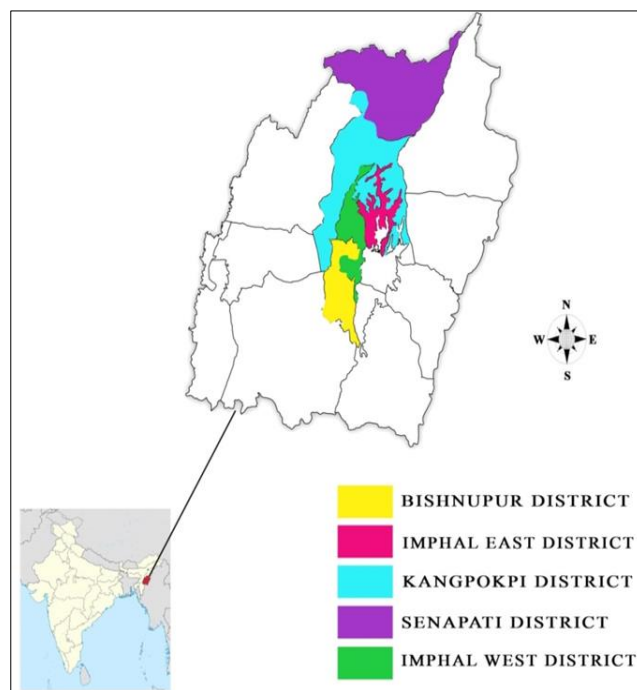 N
W E
S
BISHNUPUR DISTRICT
IMPHAL EAST DISTRICT
KANGPOKPI DISTRICT
SENAPATI DISTRICT
IMPHAL WEST DISTRICT